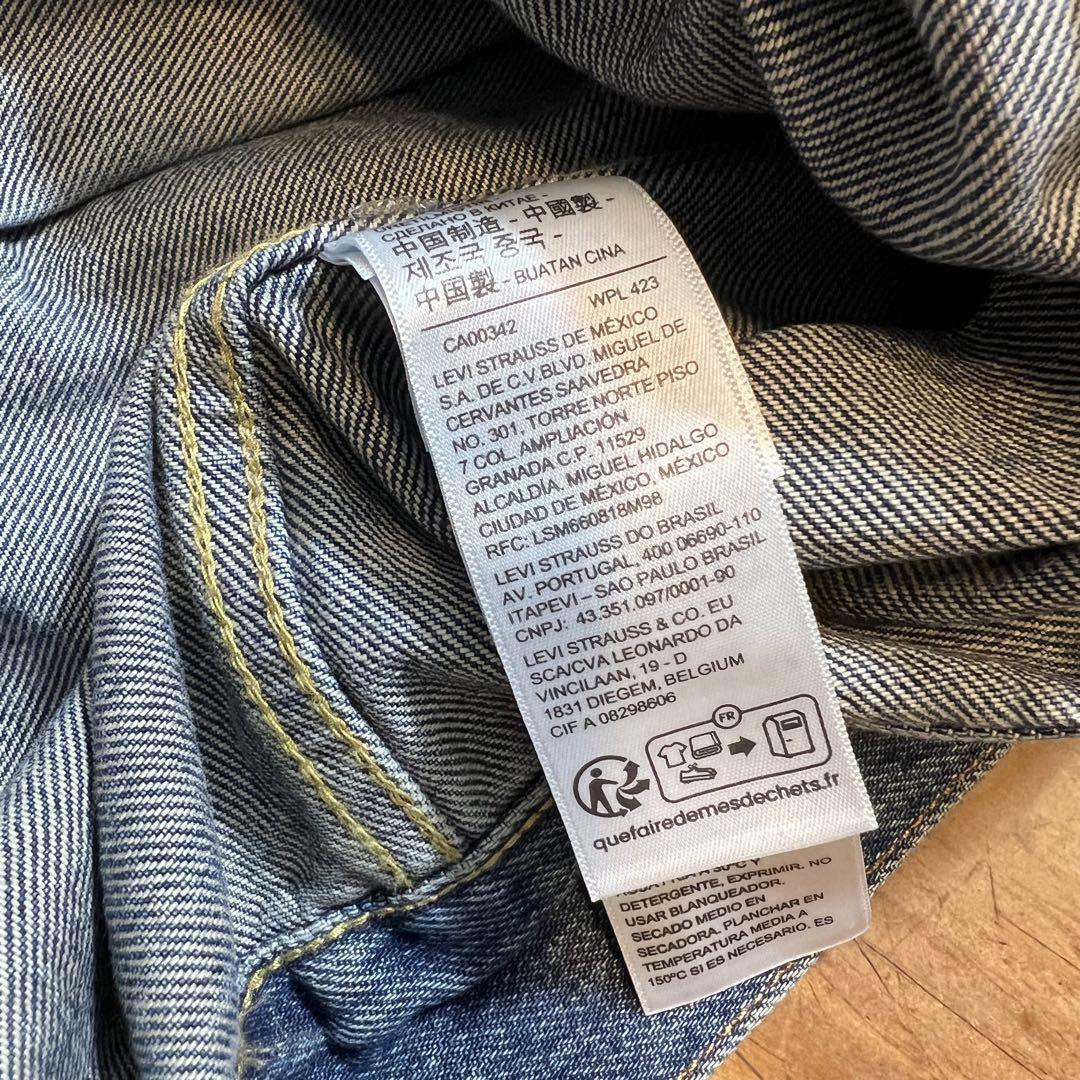 СДЕЛАНО В КИТАЕ -
中国制造 - 中國製 -
제조국 중국 -
中国製 - BUATAN CINA
CA00342 WPL 423
LEVI STRAUSS DE MÉXICO
S.A. DE C.V. BLVD. MIGUEL DE
CERVANTES SAAVEDRA
NO. 301, TORRE NORTE PISO
7 COL. AMPLIACIÓN
GRANADA C.P. 11529
ALCALDÍA, MIGUEL HIDALGO
CIUDAD DE MÉXICO, MÉXICO
RFC: LSM660818M98
LEVI STRAUSS DO BRASIL
AV. PORTUGAL, 400 06690-110
ITAPEVI – SAO PAULO BRASIL
CNPJ: 43.351.097/0001-90
LEVI STRAUSS & CO. EU
SCA/CVA LEONARDO DA
VINCILAAN, 19 - D
1831 DIEGEM, BELGIUM
CIF A 08298606
FR
quefairedemesdechets.fr
A 30ºC Y
DETERGENTE, EXPRIMIR. NO
USAR BLANQUEADOR.
SECADO MEDIO EN
SECADORA. PLANCHAR EN
TEMPERATURA MEDIA A
150ºC SI ES NECESARIO. ES